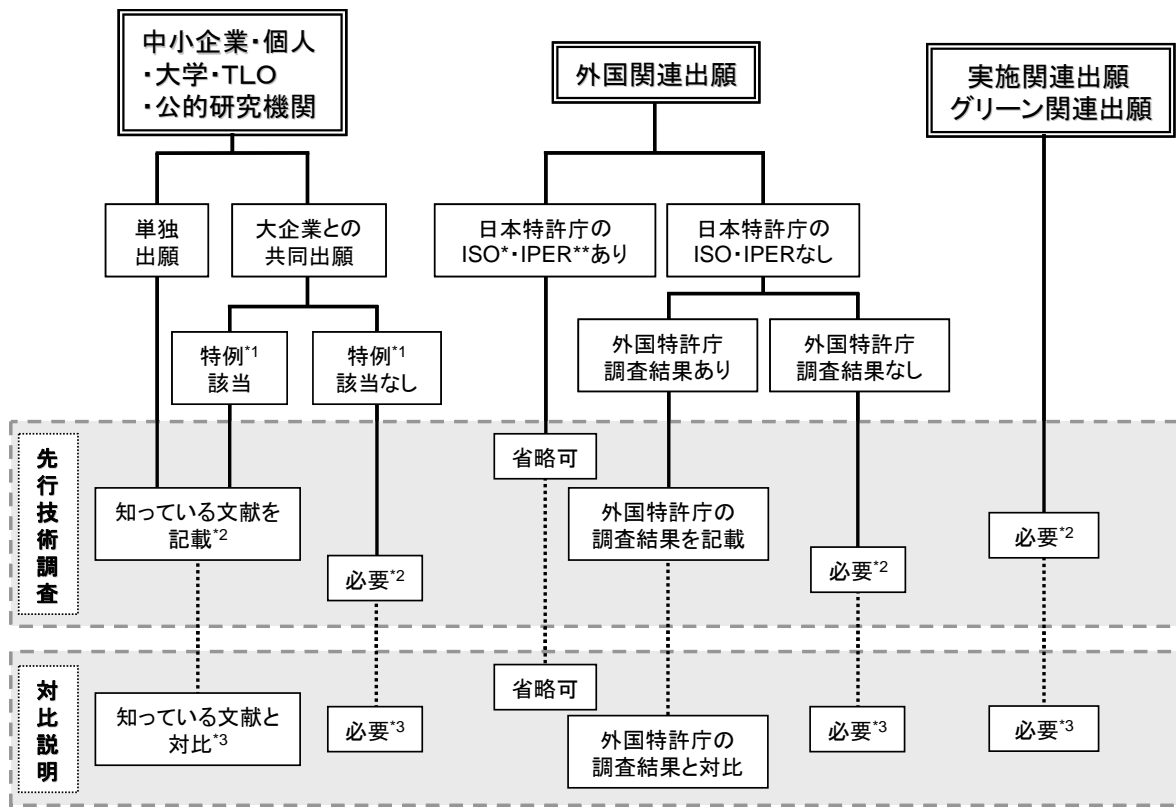 中小企業・個人
・大学・TLO
・公的研究機関
外国関連出願
実施関連出願
グリーン関連出願
単独
出願
大企業との
共同出願
日本特許庁の
ISO*・IPER**あり
日本特許庁の
ISO・IPERなし
特例*1
該当
特例*1
該当なし
外国特許庁
調査結果あり
外国特許庁
調査結果なし
先行技術調査
知っている文献を
記載*2
必要*2
省略可
外国特許庁の
調査結果を記載
必要*2
必要*2
対比説明
知っている文献と
対比*3
必要*3
省略可
外国特許庁の
調査結果と対比
必要*3
必要*3